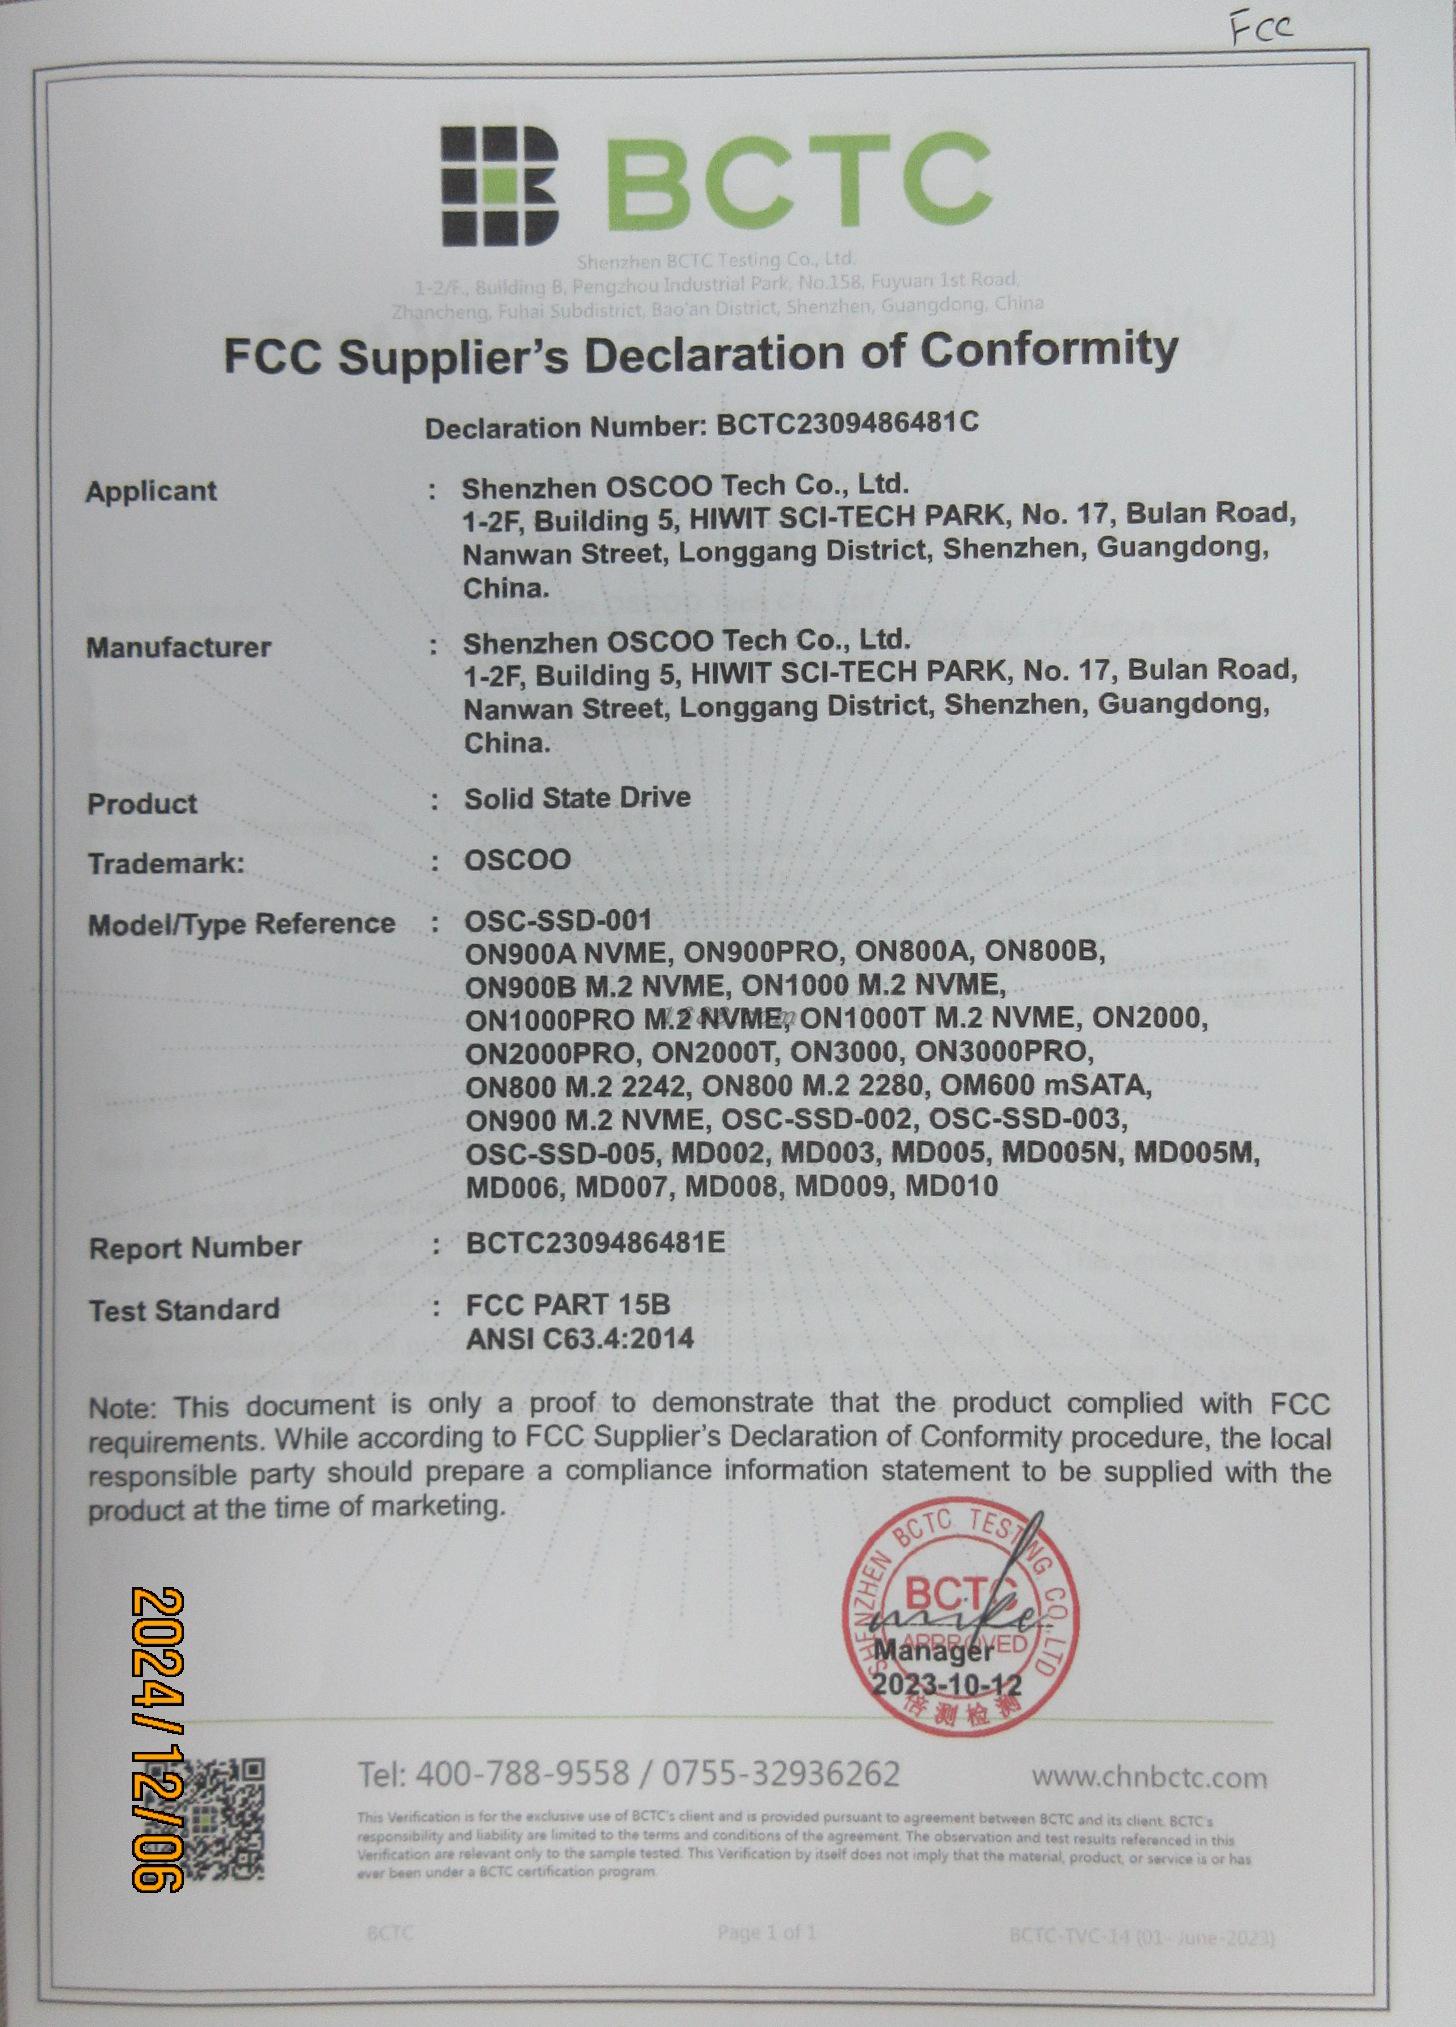 FCC
BCTC
Shenzhen BCTC Testing Co., Ltd.
1-2/F., Building B, Pengzhou Industrial Park, No.158, Fuyuan 1st Road,
Zhancheng, Fuhai Subdistrict, Bao'an District, Shenzhen, Guangdong, China
FCC Supplier's Declaration of Conformity
Declaration Number: BCTC2309486481C
Applicant : Shenzhen OSCOO Tech Co., Ltd.
1-2F, Building 5, HIWIT SCI-TECH PARK, No. 17, Bulan Road,
Nanwan Street, Longgang District, Shenzhen, Guangdong,
China.
Manufacturer : Shenzhen OSCOO Tech Co., Ltd.
1-2F, Building 5, HIWIT SCI-TECH PARK, No. 17, Bulan Road,
Nanwan Street, Longgang District, Shenzhen, Guangdong,
China.
Product : Solid State Drive
Trademark: : OSCOO
Model/Type Reference : OSC-SSD-001
ON900A NVME, ON900PRO, ON800A, ON800B,
ON900B M.2 NVME, ON1000 M.2 NVME,
ON1000PRO M.2 NVME, ON1000T M.2 NVME, ON2000,
ON2000PRO, ON2000T, ON3000, ON3000PRO,
ON800 M.2 2242, ON800 M.2 2280, OM600 mSATA,
ON900 M.2 NVME, OSC-SSD-002, OSC-SSD-003,
OSC-SSD-005, MD002, MD003, MD005, MD005N, MD005M,
MD006, MD007, MD008, MD009, MD010
Report Number : BCTC2309486481E
Test Standard : FCC PART 15B
ANSI C63.4:2014
Note: This document is only a proof to demonstrate that the product complied with FCC
requirements. While according to FCC Supplier's Declaration of Conformity procedure, the local
responsible party should prepare a compliance information statement to be supplied with the
product at the time of marketing.
SHENZHEN BCTC TESTING CO.,LTD
BCTC
APPROVED
Manager
2023-10-12
倍测检测
2024/12/06
Tel: 400-788-9558 / 0755-32936262 www.chnbctc.com
This Verification is for the exclusive use of BCTC's client and is provided pursuant to agreement between BCTC and its client. BCTC's
responsibility and liability are limited to the terms and conditions of the agreement. The observation and test results referenced in this
Verification are relevant only to the sample tested. This Verification by itself does not imply that the material, product, or service is or has
ever been under a BCTC certification program.
BCTC Page 1 of 1 BCTC-TVC-14 (01- June-2023)